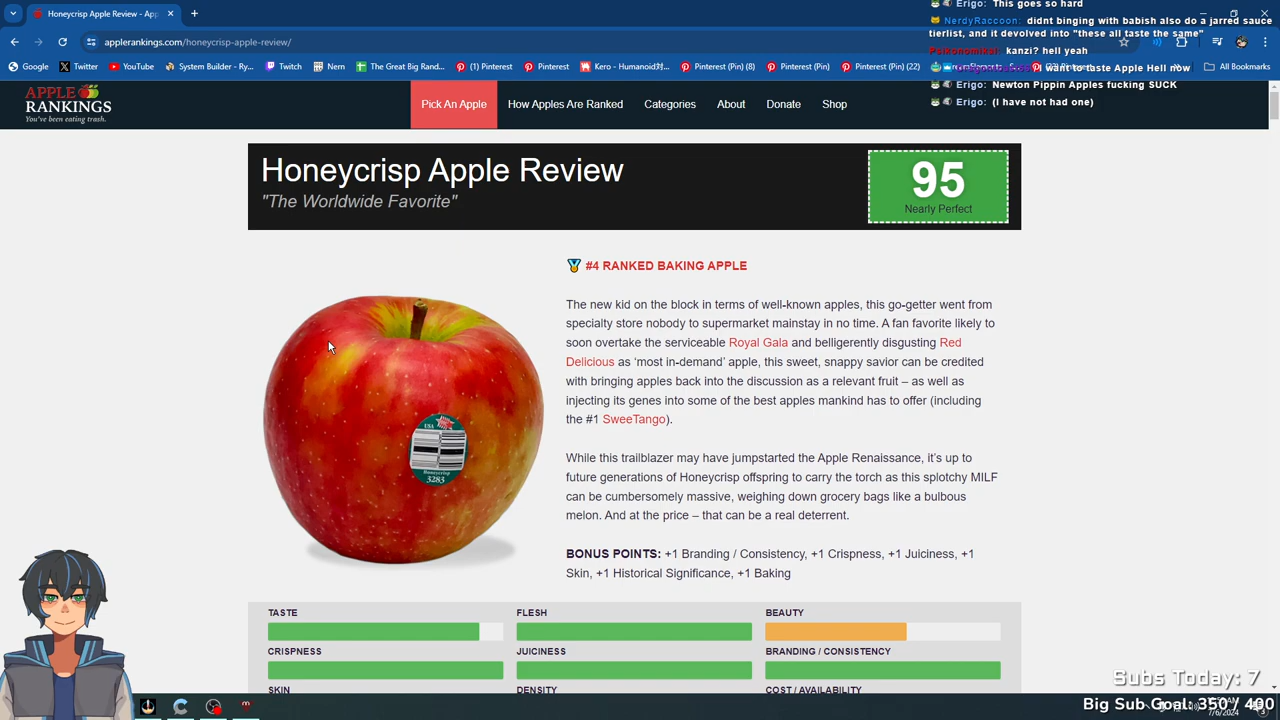 Honeycrisp Apple Review - App
Erigo: This goes so hard
NerdyRaccoon: didnt binging with babish also do a jarred sauce
tierlist, and it devolved into "these all taste the same"
applerankings.com/honeycrisp-apple-review/
Psikonomikal: kanzi? hell yeah
Google
Twitter
YouTube
System Builder - Ry...
Twitch
Nern
The Great Big Rand...
(1) Pinterest
Pinterest
Kero - Humanoid
Pinterest
Pin (8)
Pinterest (Pin)
Pinterest (22)
I want to taste Apple Hell now
All Bookmarks
Erigo: Newton Pippin Apples fucking SUCK
Erigo: (I have not had one)
APPLE
RANKINGS
You've been eating trash.
Pick An Apple
How Apples Are Ranked
Categories
About
Donate
Shop
Honeycrisp Apple Review
"The Worldwide Favorite"
95
Nearly Perfect
#4 RANKED BAKING APPLE
The new kid on the block in terms of well-known apples, this go-getter went from
specialty store nobody to supermarket mainstay in no time. A fan favorite likely to
soon overtake the serviceable Royal Gala and belligerently disgusting Red
Delicious as 'most in-demand' apple, this sweet, snappy savior can be credited
with bringing apples back into the discussion as a relevant fruit – as well as
injecting its genes into some of the best apples mankind has to offer (including
the #1 SweeTango).
While this trailblazer may have jumpstarted the Apple Renaissance, it's up to
future generations of Honeycrisp offspring to carry the torch as this splotchy MILF
can be cumbersomely massive, weighing down grocery bags like a bulbous
melon. And at the price – that can be a real deterrent.
BONUS POINTS: +1 Branding / Consistency, +1 Crispness, +1 Juiciness, +1
Skin, +1 Historical Significance, +1 Baking
USA
Honeycrisp
3283
TASTE
FLESH
BEAUTY
CRISPNESS
JUICINESS
BRANDING / CONSISTENCY
SKIN
DENSITY
COST / AVAILABILITY
Subs Today: 7
Big Sub Goal: 350 / 400
7/6/2024